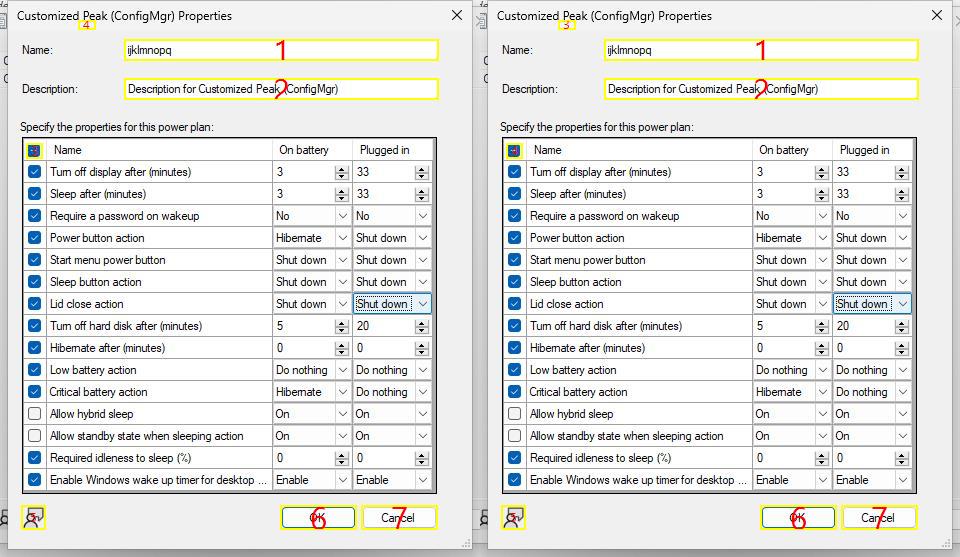 Customized Peak (ConfigMgr) Properties
4
Name:
ijklmnopq
1
Description:
Description for Customized Peak (ConfigMgr)
2
Specify the properties for this power plan:
Name On battery Plugged in
Turn off display after (minutes) 3 33
Sleep after (minutes) 3 33
Require a password on wakeup No No
Power button action Hibernate Shut down
Start menu power button Shut down Shut down
Sleep button action Shut down Shut down
Lid close action Shut down Shut down
Turn off hard disk after (minutes) 5 20
Hibernate after (minutes) 0 0
Low battery action Do nothing Do nothing
Critical battery action Hibernate Do nothing
Allow hybrid sleep On On
Allow standby state when sleeping action On On
Required idleness to sleep (%) 0 0
Enable Windows wake up timer for desktop ... Enable Enable
OK
6
Cancel
7
Customized Peak (ConfigMgr) Properties
3
Name:
ijklmnopq
1
Description:
Description for Customized Peak (ConfigMgr)
2
Specify the properties for this power plan:
Name On battery Plugged in
Turn off display after (minutes) 3 33
Sleep after (minutes) 3 33
Require a password on wakeup No No
Power button action Hibernate Shut down
Start menu power button Shut down Shut down
Sleep button action Shut down Shut down
Lid close action Shut down Shut down
Turn off hard disk after (minutes) 5 20
Hibernate after (minutes) 0 0
Low battery action Do nothing Do nothing
Critical battery action Hibernate Do nothing
Allow hybrid sleep On On
Allow standby state when sleeping action On On
Required idleness to sleep (%) 0 0
Enable Windows wake up timer for desktop ... Enable Enable
OK
6
Cancel
7